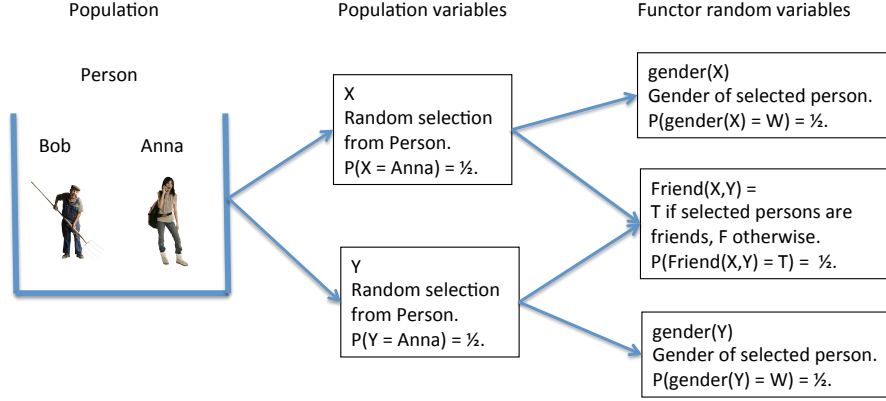 Population
Population variables
Functor random variables
Person
Bob
Anna
X
Random selection
from Person.
P(X = Anna) = ½.
Y
Random selection
from Person.
P(Y = Anna) = ½.
gender(X)
Gender of selected person.
P(gender(X) = W) = ½.
Friend(X,Y) =
T if selected persons are
friends, F otherwise.
P(Friend(X,Y) = T) = ½.
gender(Y)
Gender of selected person.
P(gender(Y) = W) = ½.